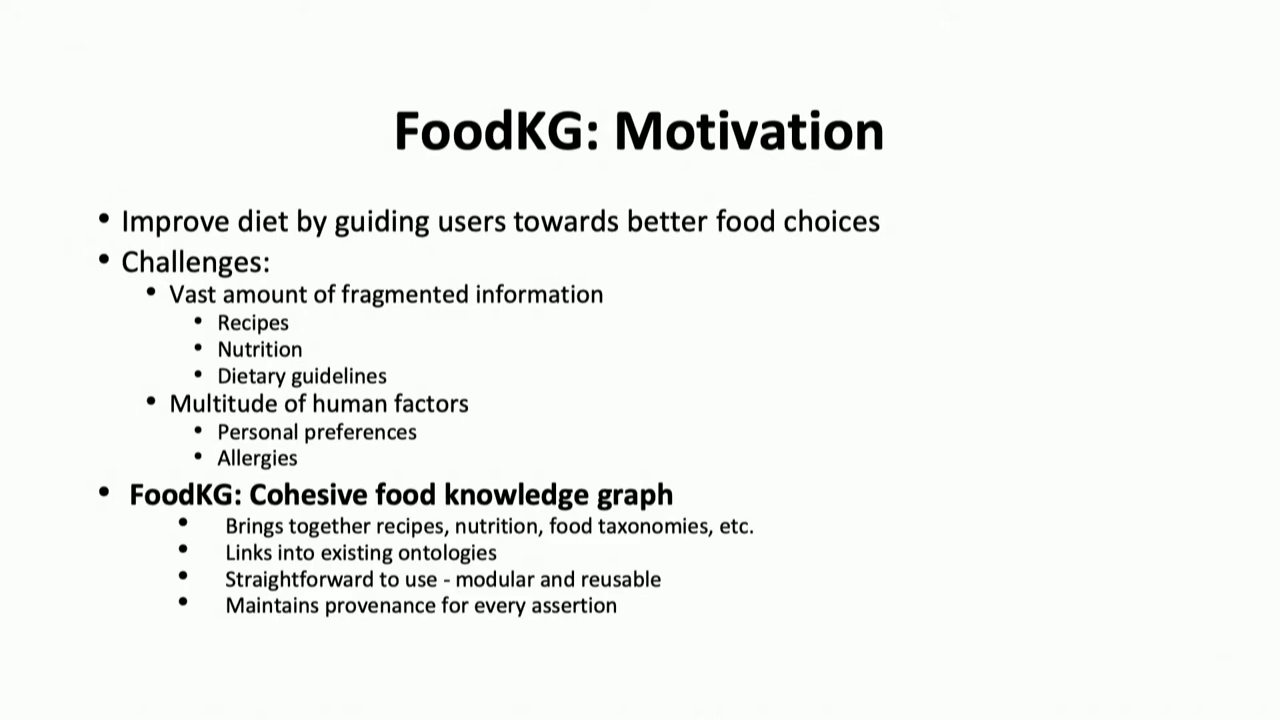 FoodKG: Motivation
• Improve diet by guiding users towards better food choices
• Challenges:
• Vast amount of fragmented information
• Recipes
• Nutrition
• Dietary guidelines
• Multitude of human factors
• Personal preferences
• Allergies
• FoodKG: Cohesive food knowledge graph
• Brings together recipes, nutrition, food taxonomies, etc.
• Links into existing ontologies
• Straightforward to use - modular and reusable
• Maintains provenance for every assertion